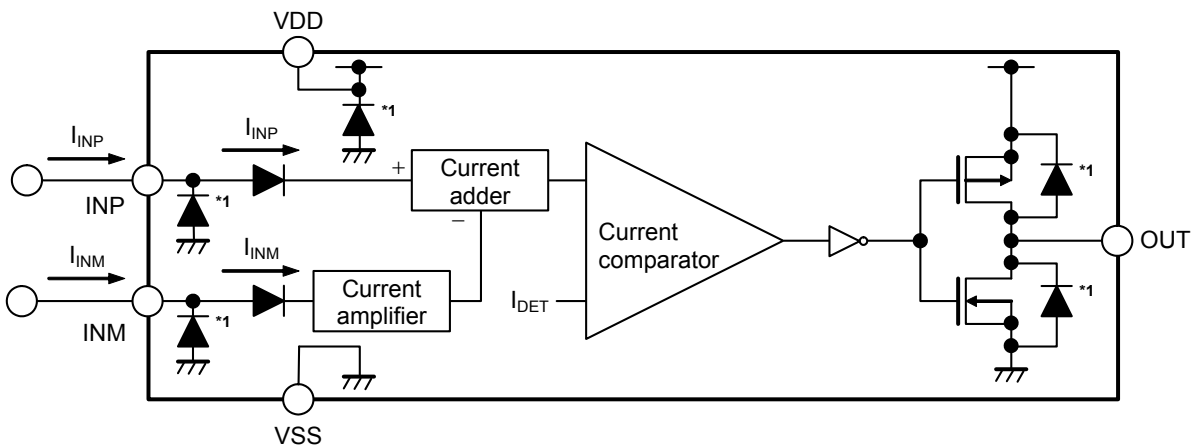 VDD
*1
I_INP
I_INP
+
Current
adder
−
INP
*1
*1
OUT
I_INM
I_INM
Current
comparator
Current
amplifier
I_DET
*1
INM
*1
VSS